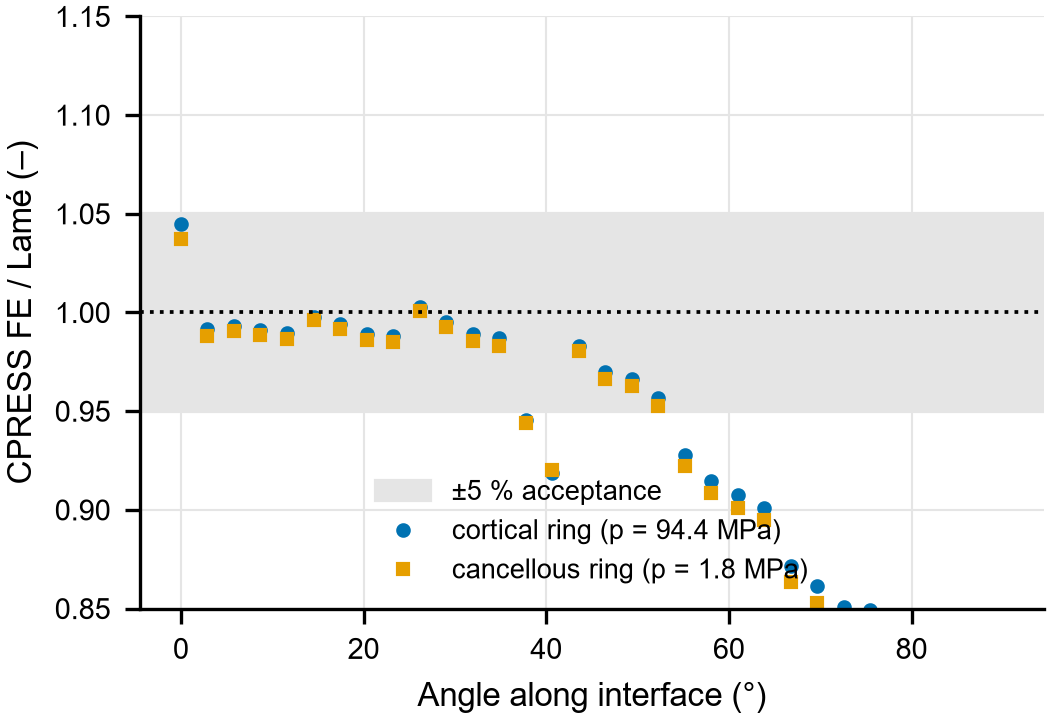 1.15
1.10
1.05
1.00
0.95
0.90
0.85
CPRESS FE / Lamé (–)
±5 % acceptance
cortical ring (p = 94.4 MPa)
cancellous ring (p = 1.8 MPa)
0 20 40 60 80
Angle along interface (°)